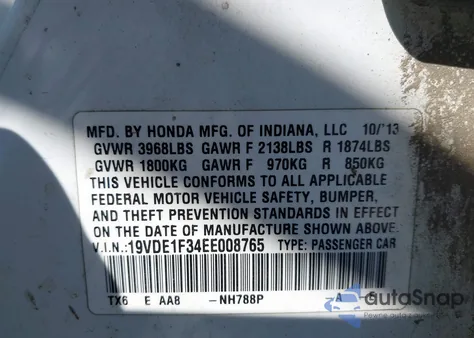 MFD. BY HONDA MFG. OF INDIANA, LLC 10/13
GVWR 3968LBS GAWR F 2138LBS R 1874LBS
GVWR 1800KG GAWR F 970KG R 850KG
THIS VEHICLE CONFORMS TO ALL APPLICABLE
FEDERAL MOTOR VEHICLE SAFETY, BUMPER,
AND THEFT PREVENTION STANDARDS IN EFFECT
ON THE DATE OF MANUFACTURE SHOWN ABOVE.
V.I.N.:19VDE1F34EE008765 TYPE: PASSENGER CAR
TX6 E AA8 -NH788P A
AutoSnap
Pewne auto z